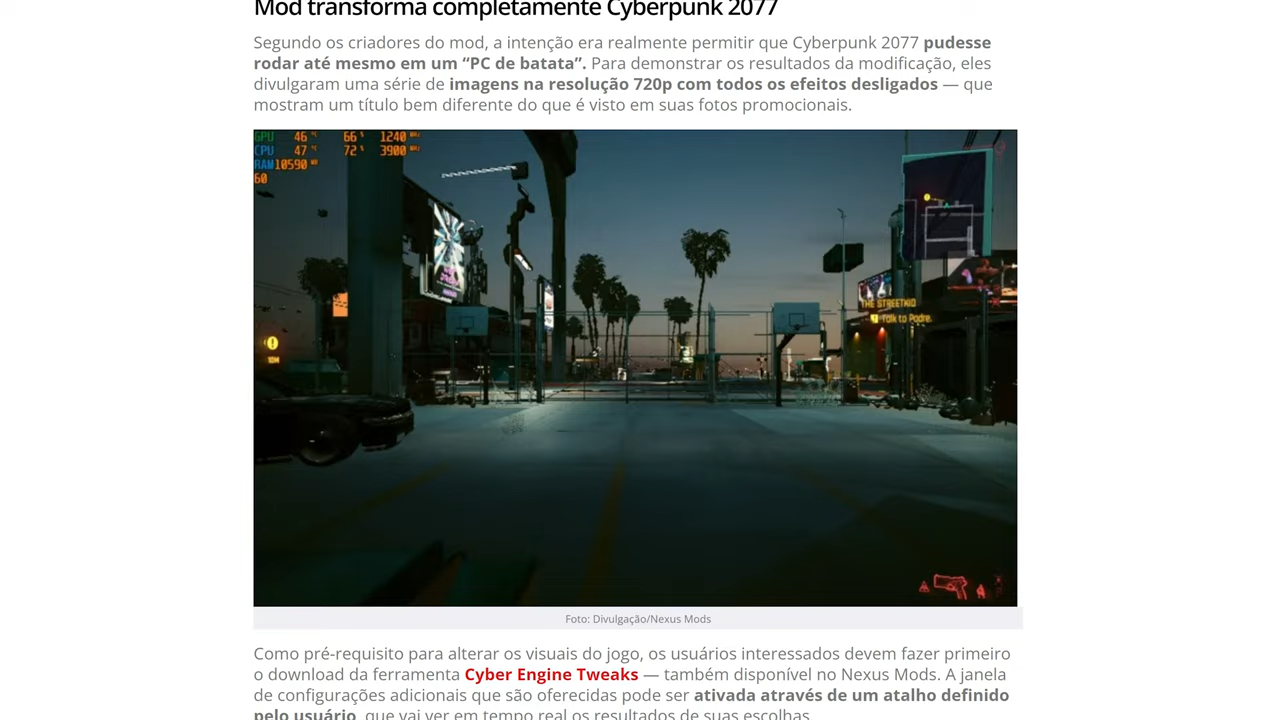 Mod transforma completamente Cyberpunk 2077
Segundo os criadores do mod, a intenção era realmente permitir que Cyberpunk 2077 pudesse
rodar até mesmo em um “PC de batata”. Para demonstrar os resultados da modificação, eles
divulgaram uma série de imagens na resolução 720p com todos os efeitos desligados — que
mostram um título bem diferente do que é visto em suas fotos promocionais.
GPU 46 °C 66 % 1240 MHz
CPU 47 °C 72 % 3900 MHz
RAM 10590 MB
60
THE STREETKID
Talk to Padre.
Foto: Divulgação/Nexus Mods
Como pré-requisito para alterar os visuais do jogo, os usuários interessados devem fazer primeiro
o download da ferramenta Cyber Engine Tweaks — também disponível no Nexus Mods. A janela
de configurações adicionais que são oferecidas pode ser ativada através de um atalho definido
pelo usuário, que vai ver em tempo real os resultados de suas escolhas.